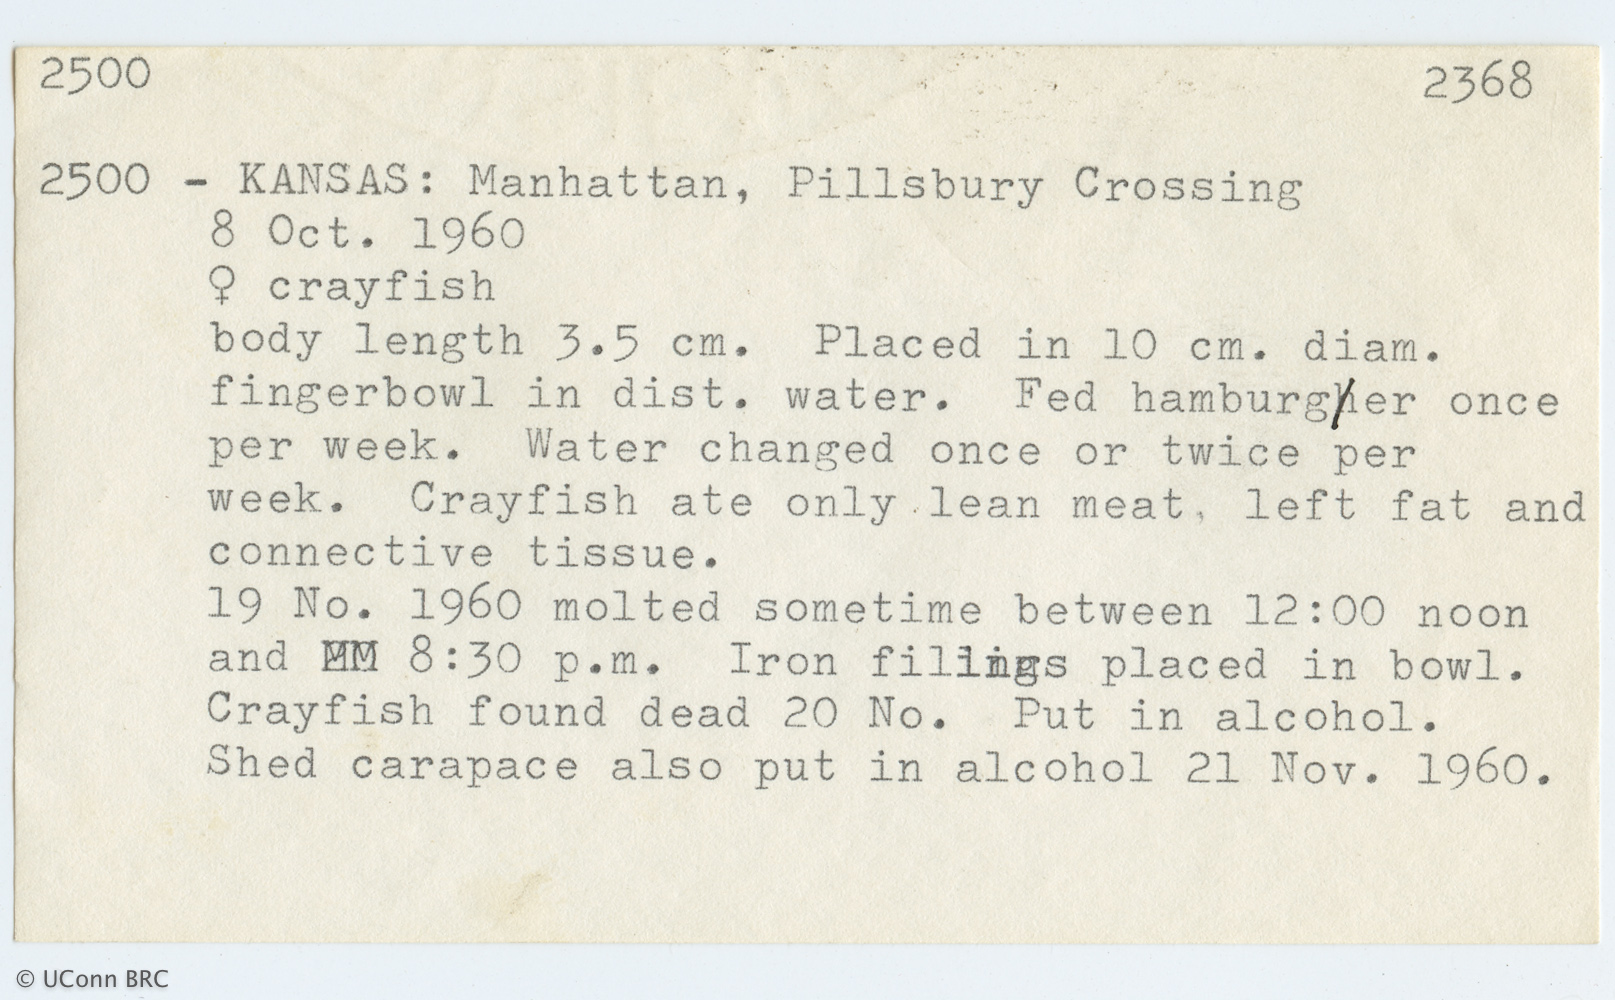 2500 2368
2500 - KANSAS: Manhattan, Pillsbury Crossing
8 Oct. 1960
♀ crayfish
body length 3.5 cm. Placed in 10 cm. diam.
fingerbowl in dist. water. Fed hamburgher once
per week. Water changed once or twice per
week. Crayfish ate only lean meat, left fat and
connective tissue.
19 No. 1960 molted sometime between 12:00 noon
and 8:30 p.m. Iron filings placed in bowl.
Crayfish found dead 20 No. Put in alcohol.
Shed carapace also put in alcohol 21 Nov. 1960.
© UConn BRC